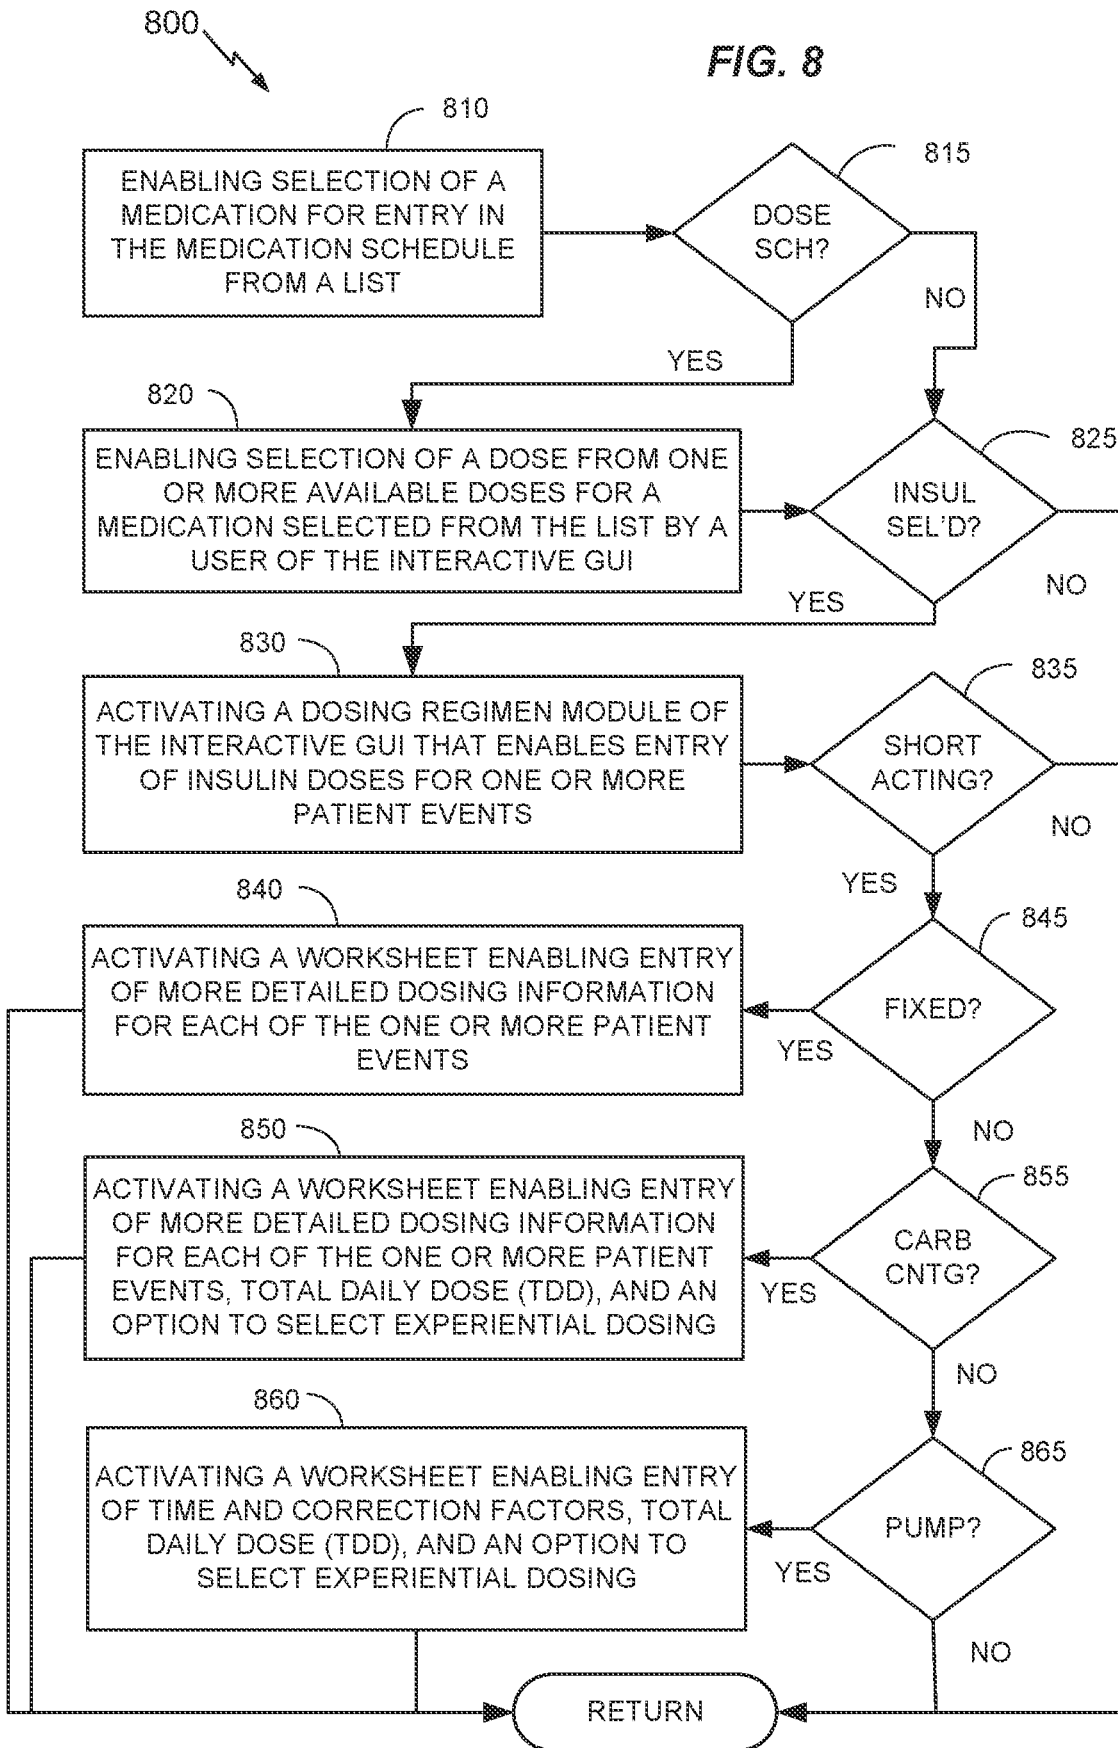 800
FIG. 8
810
ENABLING SELECTION OF A
MEDICATION FOR ENTRY IN
THE MEDICATION SCHEDULE
FROM A LIST
815
DOSE
SCH?
NO
YES
820
ENABLING SELECTION OF A DOSE FROM ONE
OR MORE AVAILABLE DOSES FOR A
MEDICATION SELECTED FROM THE LIST BY A
USER OF THE INTERACTIVE GUI
825
INSUL
SEL'D?
NO
YES
830
ACTIVATING A DOSING REGIMEN MODULE OF
THE INTERACTIVE GUI THAT ENABLES ENTRY
OF INSULIN DOSES FOR ONE OR MORE
PATIENT EVENTS
835
SHORT
ACTING?
NO
YES
840
ACTIVATING A WORKSHEET ENABLING ENTRY
OF MORE DETAILED DOSING INFORMATION
FOR EACH OF THE ONE OR MORE PATIENT
EVENTS
845
FIXED?
YES
NO
850
ACTIVATING A WORKSHEET ENABLING ENTRY
OF MORE DETAILED DOSING INFORMATION
FOR EACH OF THE ONE OR MORE PATIENT
EVENTS, TOTAL DAILY DOSE (TDD), AND AN
OPTION TO SELECT EXPERIENTIAL DOSING
855
CARB
CNTG?
YES
NO
860
ACTIVATING A WORKSHEET ENABLING ENTRY
OF TIME AND CORRECTION FACTORS, TOTAL
DAILY DOSE (TDD), AND AN OPTION TO
SELECT EXPERIENTIAL DOSING
865
PUMP?
YES
NO
RETURN